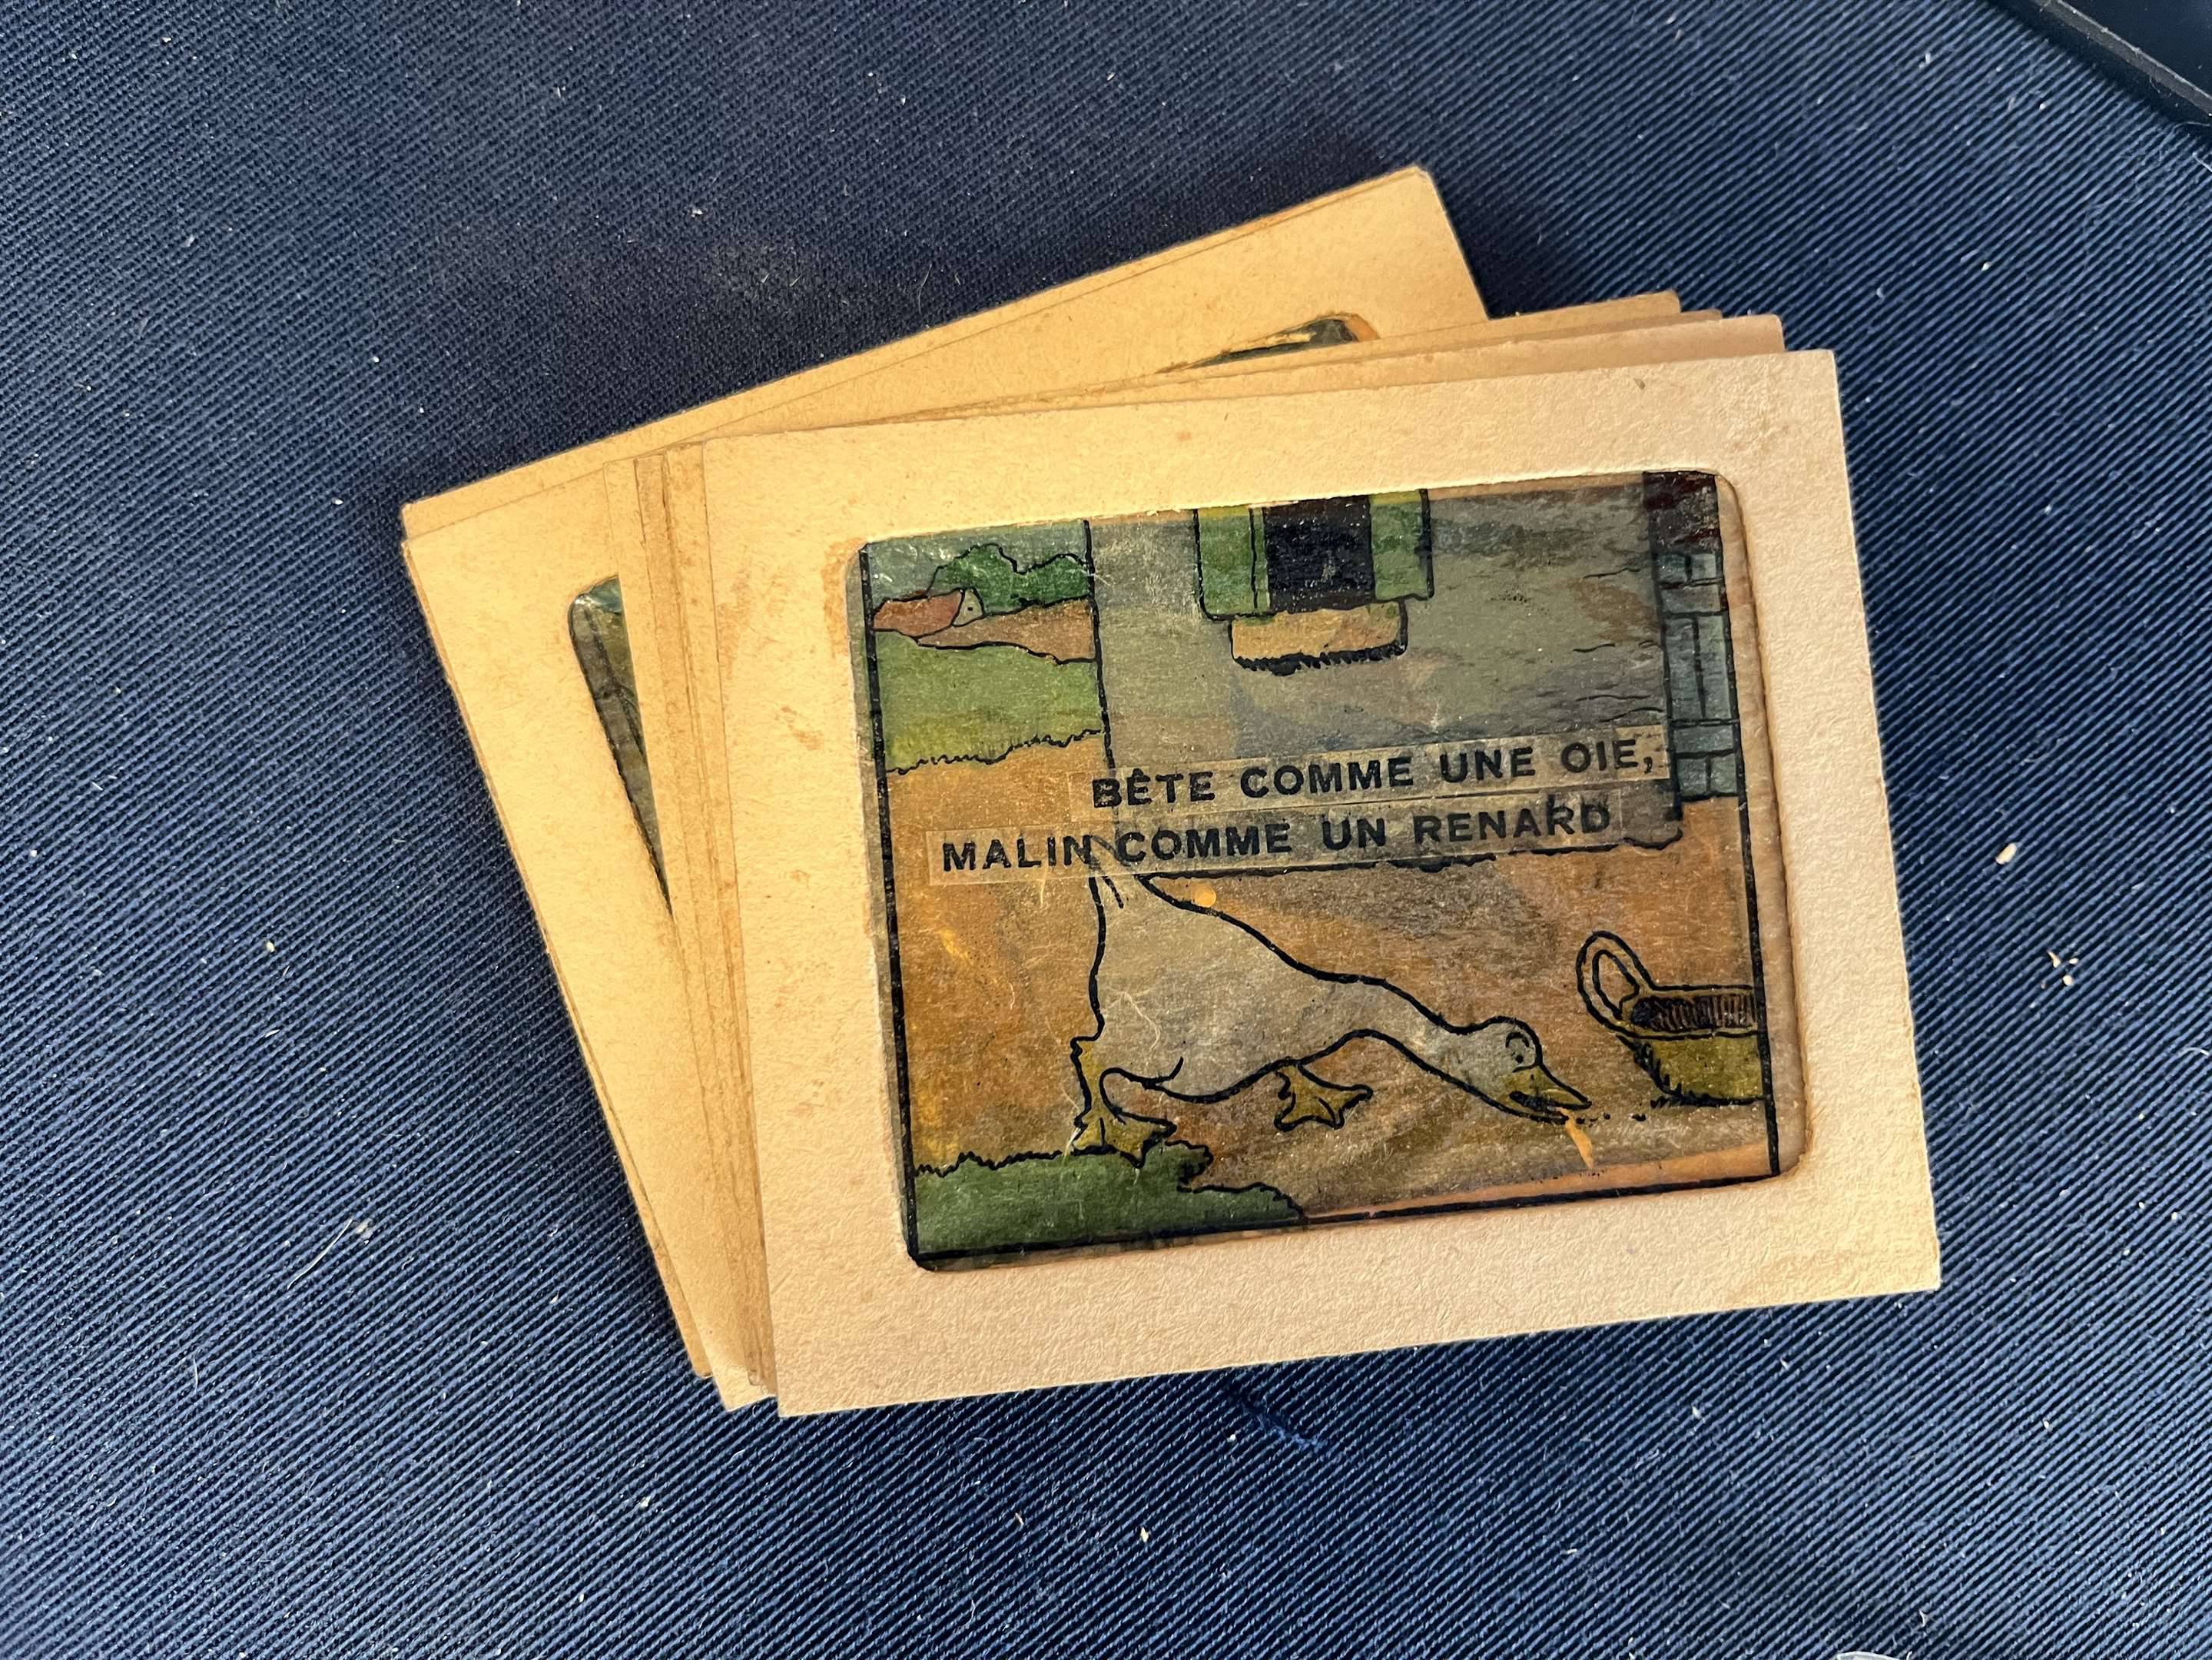 BÊTE COMME UNE OIE,
MALIN COMME UN RENARD